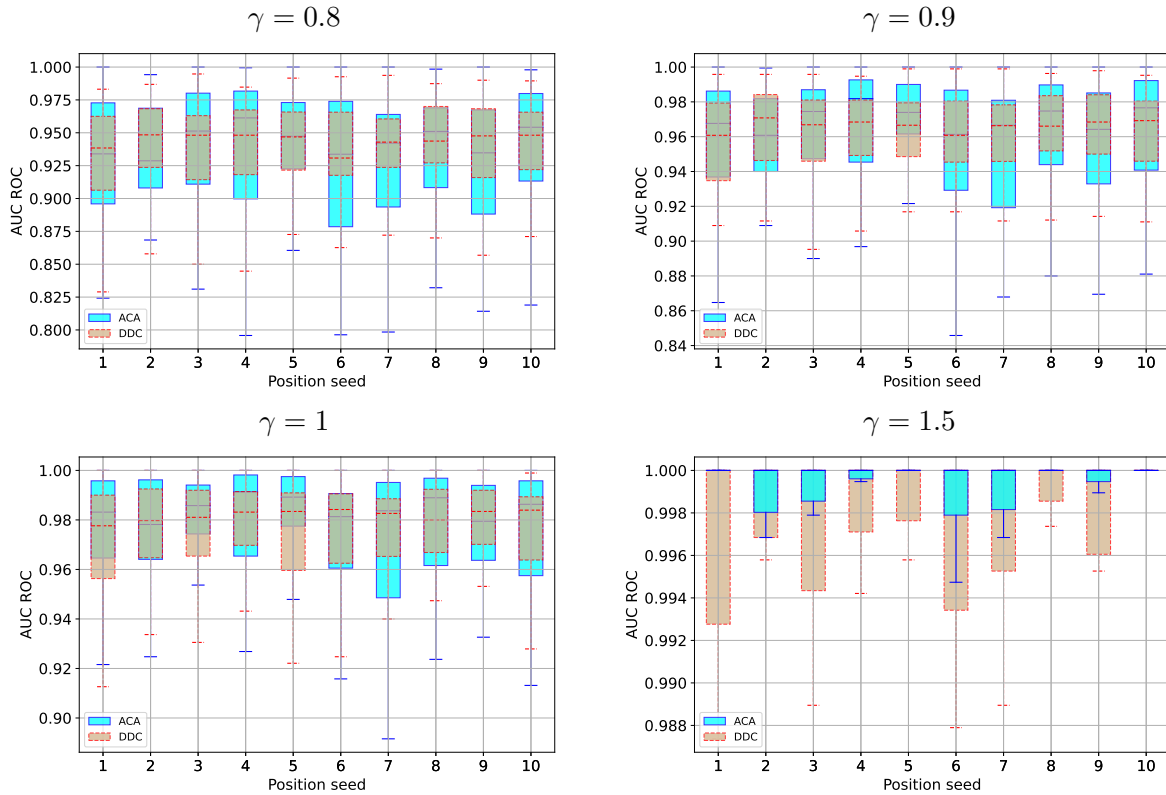 γ = 0.8
1.000
0.975
0.950
0.925
0.900
0.875
0.850
0.825
0.800
AUC ROC
ACA
DDC
1 2 3 4 5 6 7 8 9 10
Position seed
γ = 0.9
1.00
0.98
0.96
0.94
0.92
0.90
0.88
0.86
0.84
AUC ROC
ACA
DDC
1 2 3 4 5 6 7 8 9 10
Position seed
γ = 1
1.00
0.98
0.96
0.94
0.92
0.90
AUC ROC
ACA
DDC
1 2 3 4 5 6 7 8 9 10
Position seed
γ = 1.5
1.000
0.998
0.996
0.994
0.992
0.990
0.988
AUC ROC
ACA
DDC
1 2 3 4 5 6 7 8 9 10
Position seed